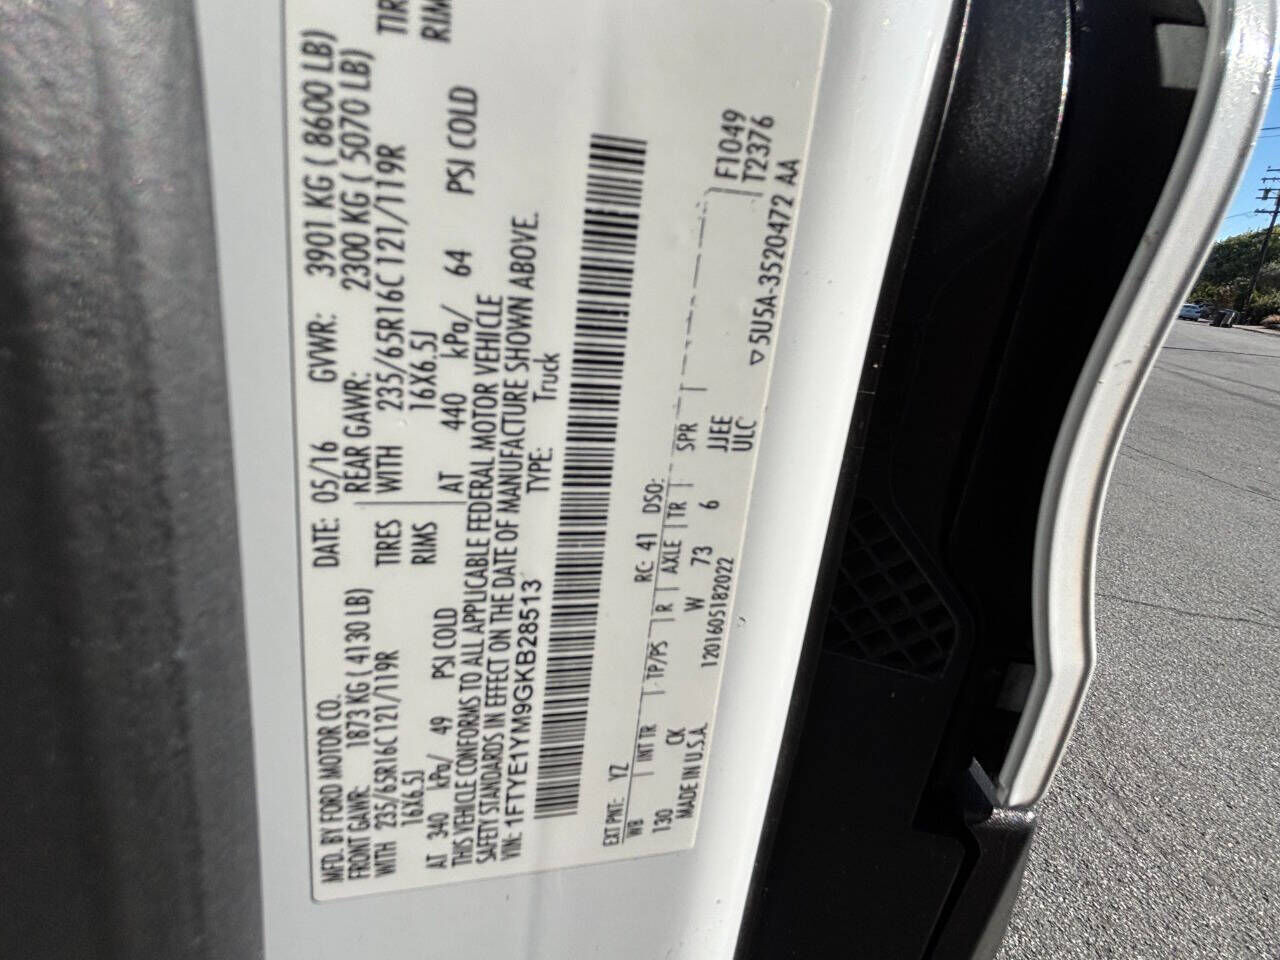 MFD. BY FORD MOTOR CO.
DATE: 05/16 GVWR: 3901 KG ( 8600 LB)
FRONT GAWR: 1873 KG ( 4130 LB)
REAR GAWR: 2300 KG ( 5070 LB)
WITH 235/65R16C 121/119R TIRES
WITH 235/65R16C 121/119R TIR
16X6.5J RIMS
16X6.5J RIM
AT 340 kPa/ 49 PSI COLD
AT 440 kPa/ 64 PSI COLD
THIS VEHICLE CONFORMS TO ALL APPLICABLE FEDERAL MOTOR VEHICLE
SAFETY STANDARDS IN EFFECT ON THE DATE OF MANUFACTURE SHOWN ABOVE.
VIN: 1FTYE1YM9GKB28513 TYPE: Truck
EXT PNT: YZ RC: 41 DSO:
WB INT TR TP/PS R AXLE TR SPR
130 CK W 73 6 JJEE F1049
MADE IN U.S.A. ULC T2376
1201605182022 ▽5U5A-3520472 AA